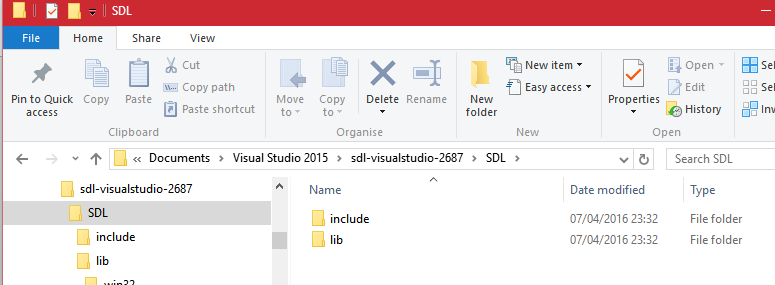 SDL
File Home Share View
Pin to Quick access
Copy
Paste
Cut
Copy path
Paste shortcut
Clipboard
Move to
Copy to
Delete
Rename
Organise
New folder
New item
Easy access
New
Properties
Open
Edit
History
Open
Sel
Sel
Inv
« Documents › Visual Studio 2015 › sdl-visualstudio-2687 › SDL ›
Search SDL
sdl-visualstudio-2687
SDL
include
lib
win32
Name Date modified Type
include 07/04/2016 23:32 File folder
lib 07/04/2016 23:32 File folder